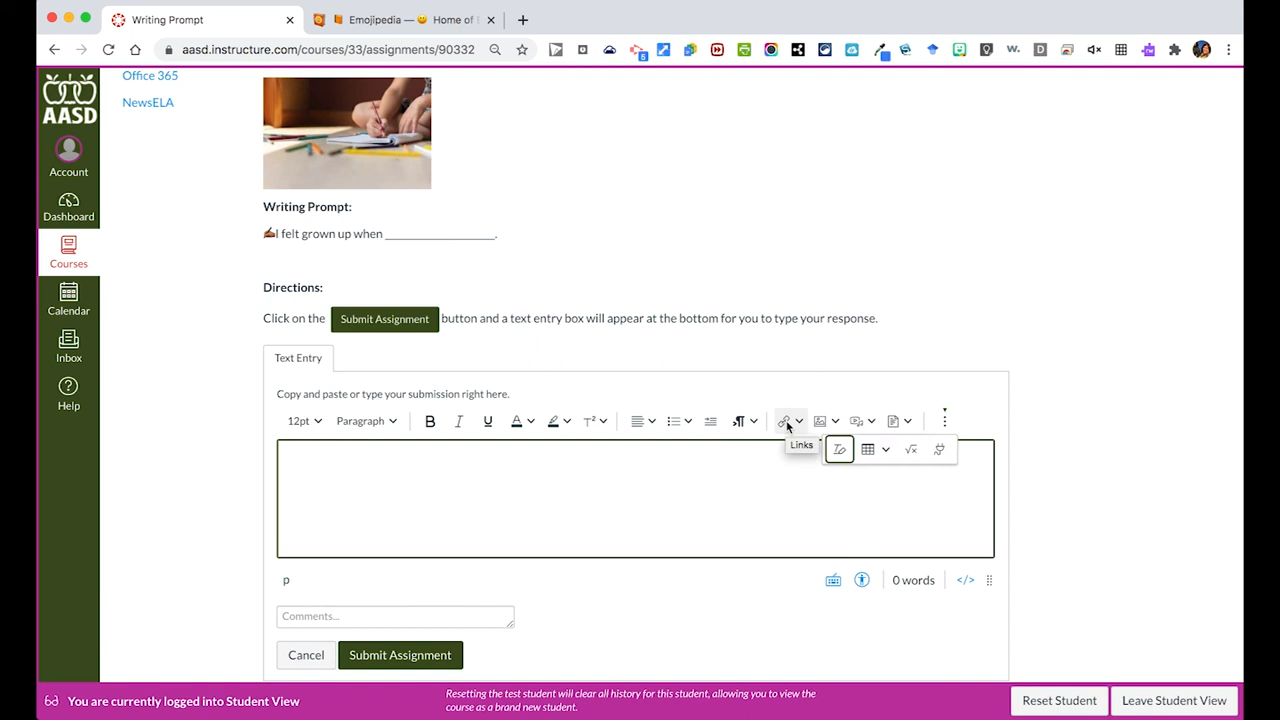 Writing Prompt
Emojipedia — 😀 Home of E
aasd.instructure.com/courses/33/assignments/90332
AASD
Account
Dashboard
Courses
Calendar
Inbox
Help
Office 365
NewsELA
Writing Prompt:
✍🏾I felt grown up when __________________.
Directions:
Click on the Submit Assignment button and a text entry box will appear at the bottom for you to type your response.
Text Entry
Copy and paste or type your submission right here.
12pt Paragraph B I U A T²
Links
p
0 words </>
Comments...
Cancel Submit Assignment
You are currently logged into Student View
Resetting the test student will clear all history for this student, allowing you to view the
course as a brand new student.
Reset Student Leave Student View